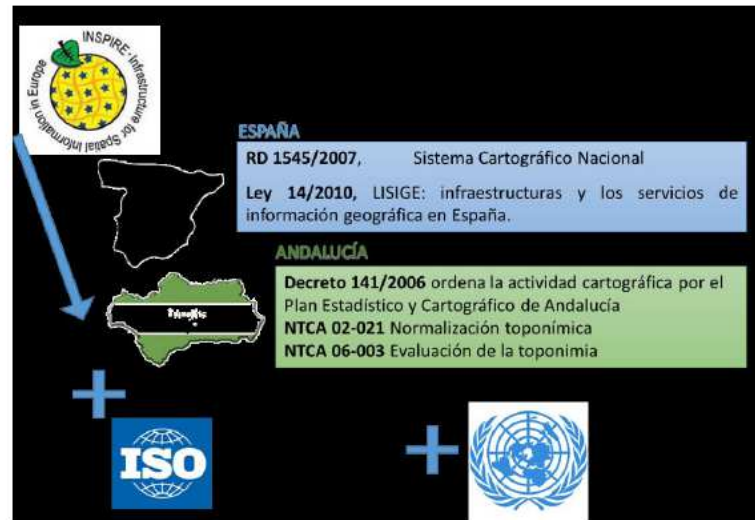 INSPIRE · Infrastructure for Spatial Information in Europe
ESPAÑA
RD 1545/2007, Sistema Cartográfico Nacional
Ley 14/2010, LISIGE: infraestructuras y los servicios de
información geográfica en España.
ANDALUCÍA
Decreto 141/2006 ordena la actividad cartográfica por el
Plan Estadístico y Cartográfico de Andalucía
NTCA 02-021 Normalización toponímica
NTCA 06-003 Evaluación de la toponimia
ISO